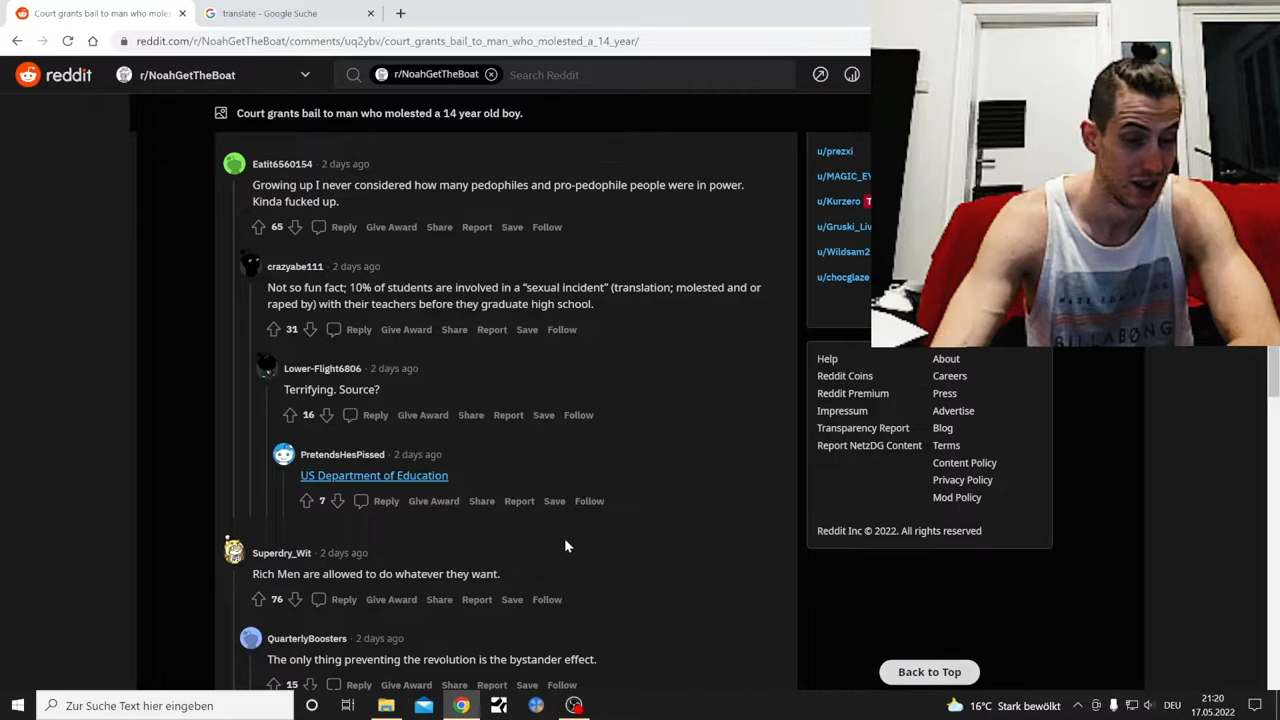 Court grants bail to man who moles
translate - Google Suche
reddit.com/r/NoahGetTheBoat/comments/
/court_grants_bail_to_man_who_molested_a_14_year/
reddit
r/NoahGetTheBoat
r/NoahGetTheBoat
Search Reddit
Court grants bail to man who molested 14 year old boy.
2 days ago
Growing up I never considered how many pedophiles and pro-pedophile people were in power.
Kinda fucked up.
65 Reply Give Award Share Report Save Follow
crazyabe111 · 2 days ago
Not so fun fact; 10% of students are involved in a “sexual incident” (translation; molested and or
raped by) with their teachers before they graduate high school.
31 Reply Give Award Share Report Save Follow
Lower-Flight6806 · 2 days ago
Terrifying. Source?
16 Reply Give Award Share Report Save Follow
PretendsHesPissed · 2 days ago
US Department of Education
7 Reply Give Award Share Report Save Follow
Superdry_Wit · 2 days ago
Rich Men are allowed to do whatever they want.
76 Reply Give Award Share Report Save Follow
QuarterlyBoosters · 2 days ago
The only thing preventing the revolution is the bystander effect.
15 Reply Give Award Share Report Save Follow
u/prezxi
u/MAGIC_EY
u/Kurzero T
u/Gruski_Liv
u/Wildsam2
u/chocglaze
Help About
Reddit Coins Careers
Reddit Premium Press
Impressum Advertise
Transparency Report Blog
Report NetzDG Content Terms
Content Policy
Privacy Policy
Mod Policy
Reddit Inc © 2022. All rights reserved
Back to Top
BILLABONG
Zur Suche Text hier eingeben
16°C Stark bewölkt
DEU
21:20
17.05.2022